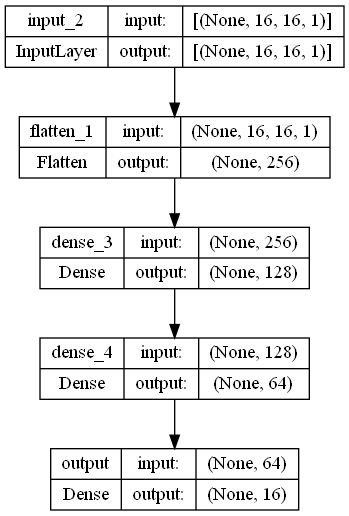 input_2 input: [(None, 16, 16, 1)]
InputLayer output: [(None, 16, 16, 1)]
flatten_1 input: (None, 16, 16, 1)
Flatten output: (None, 256)
dense_3 input: (None, 256)
Dense output: (None, 128)
dense_4 input: (None, 128)
Dense output: (None, 64)
output input: (None, 64)
Dense output: (None, 16)